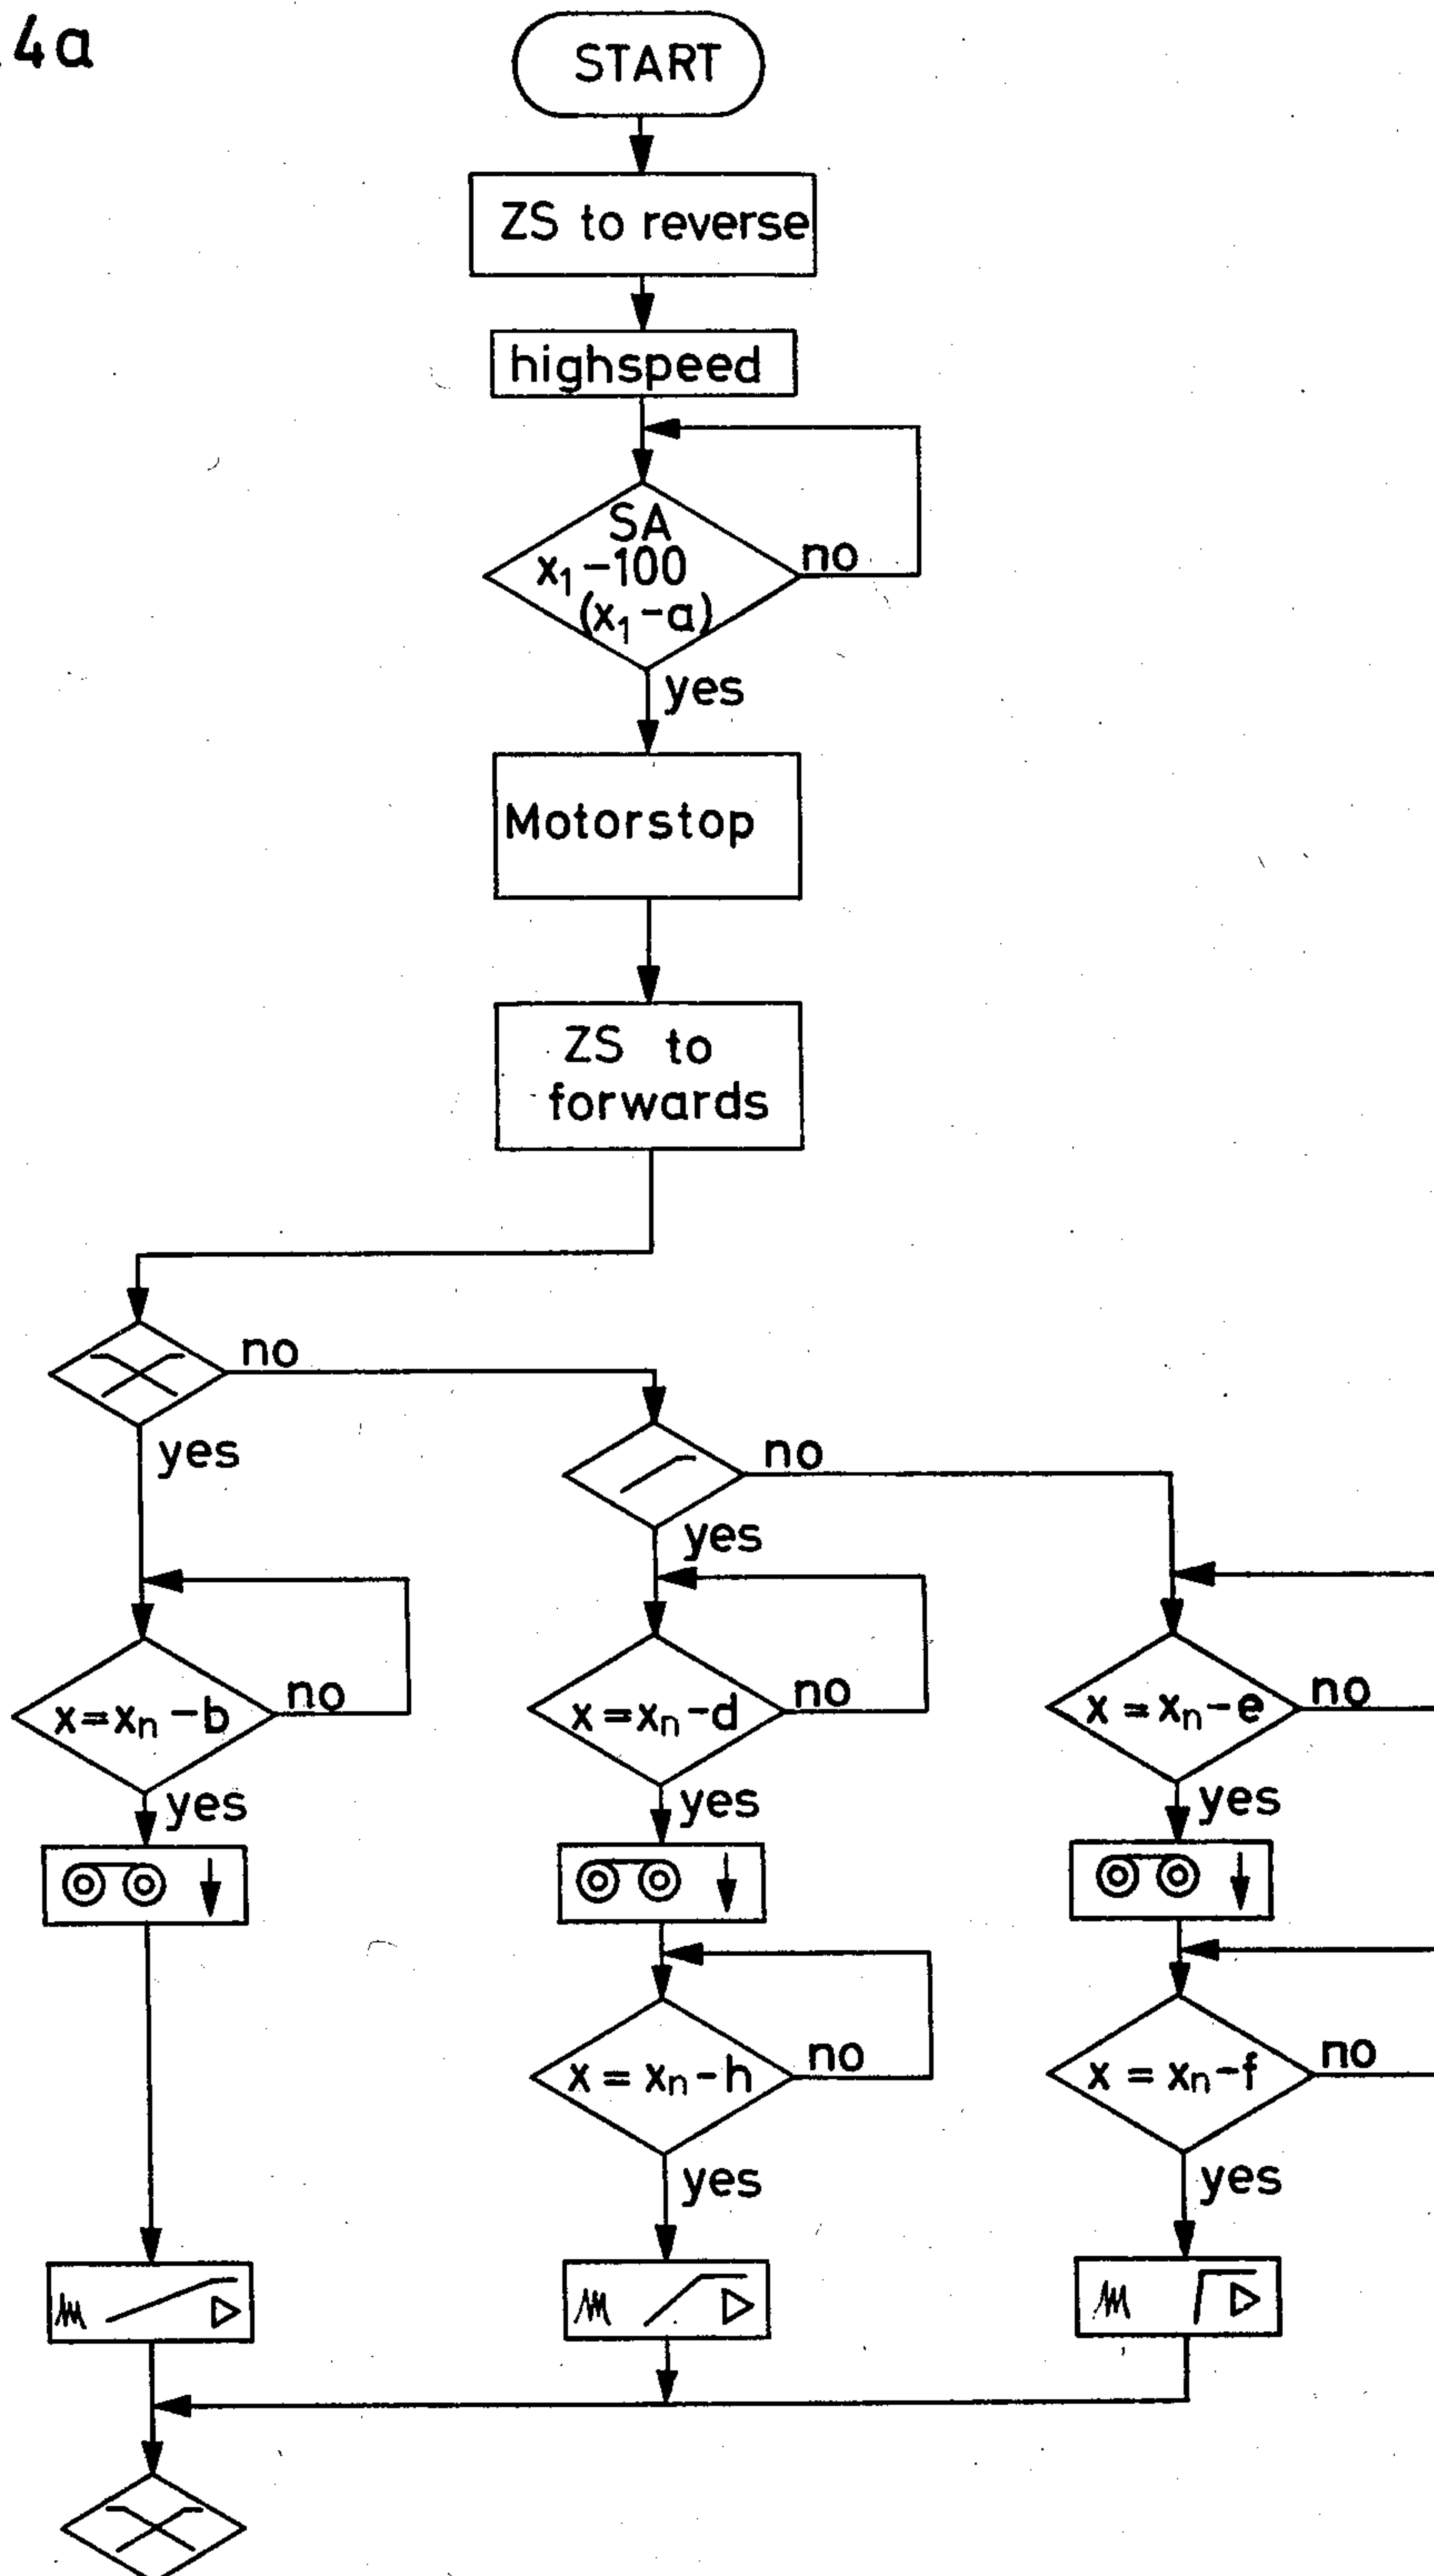 4a
START
ZS to reverse
highspeed
SA
x₁-100
(x₁-a)
no
yes
Motorstop
ZS to
forwards
no
yes
no
yes
x=xₙ-b
no
x=xₙ-d
no
x=xₙ-e
no
yes
yes
yes
x=xₙ-h
no
x=xₙ-f
no
yes
yes